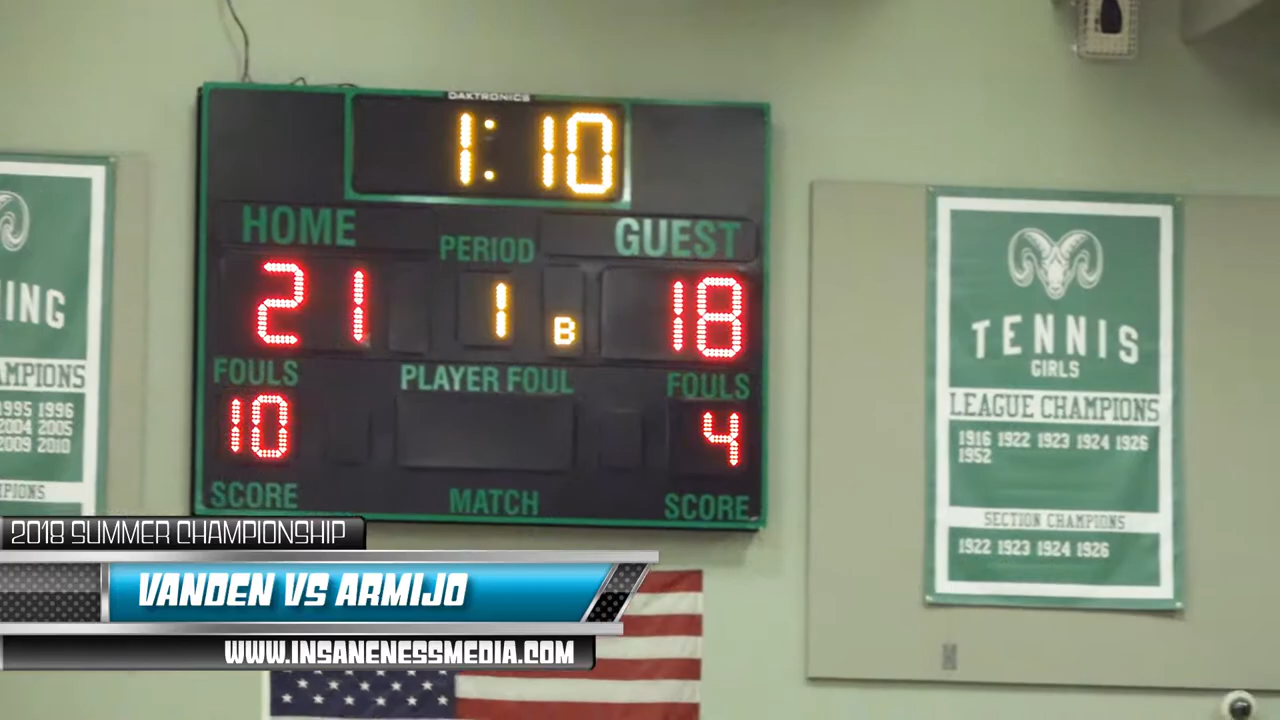 DAKTRONICS
1:10
HOME
PERIOD
GUEST
21
1
B
18
FOULS
PLAYER FOUL
FOULS
10
4
SCORE
MATCH
SCORE
TENNIS
GIRLS
LEAGUE CHAMPIONS
1916 1922 1923 1924 1926
1952
SECTION CHAMPIONS
1922 1923 1924 1926
1995 1996
2004 2005
2009 2010
2018 SUMMER CHAMPIONSHIP
VANDEN VS ARMIJO
WWW.INSANENESSMEDIA.COM